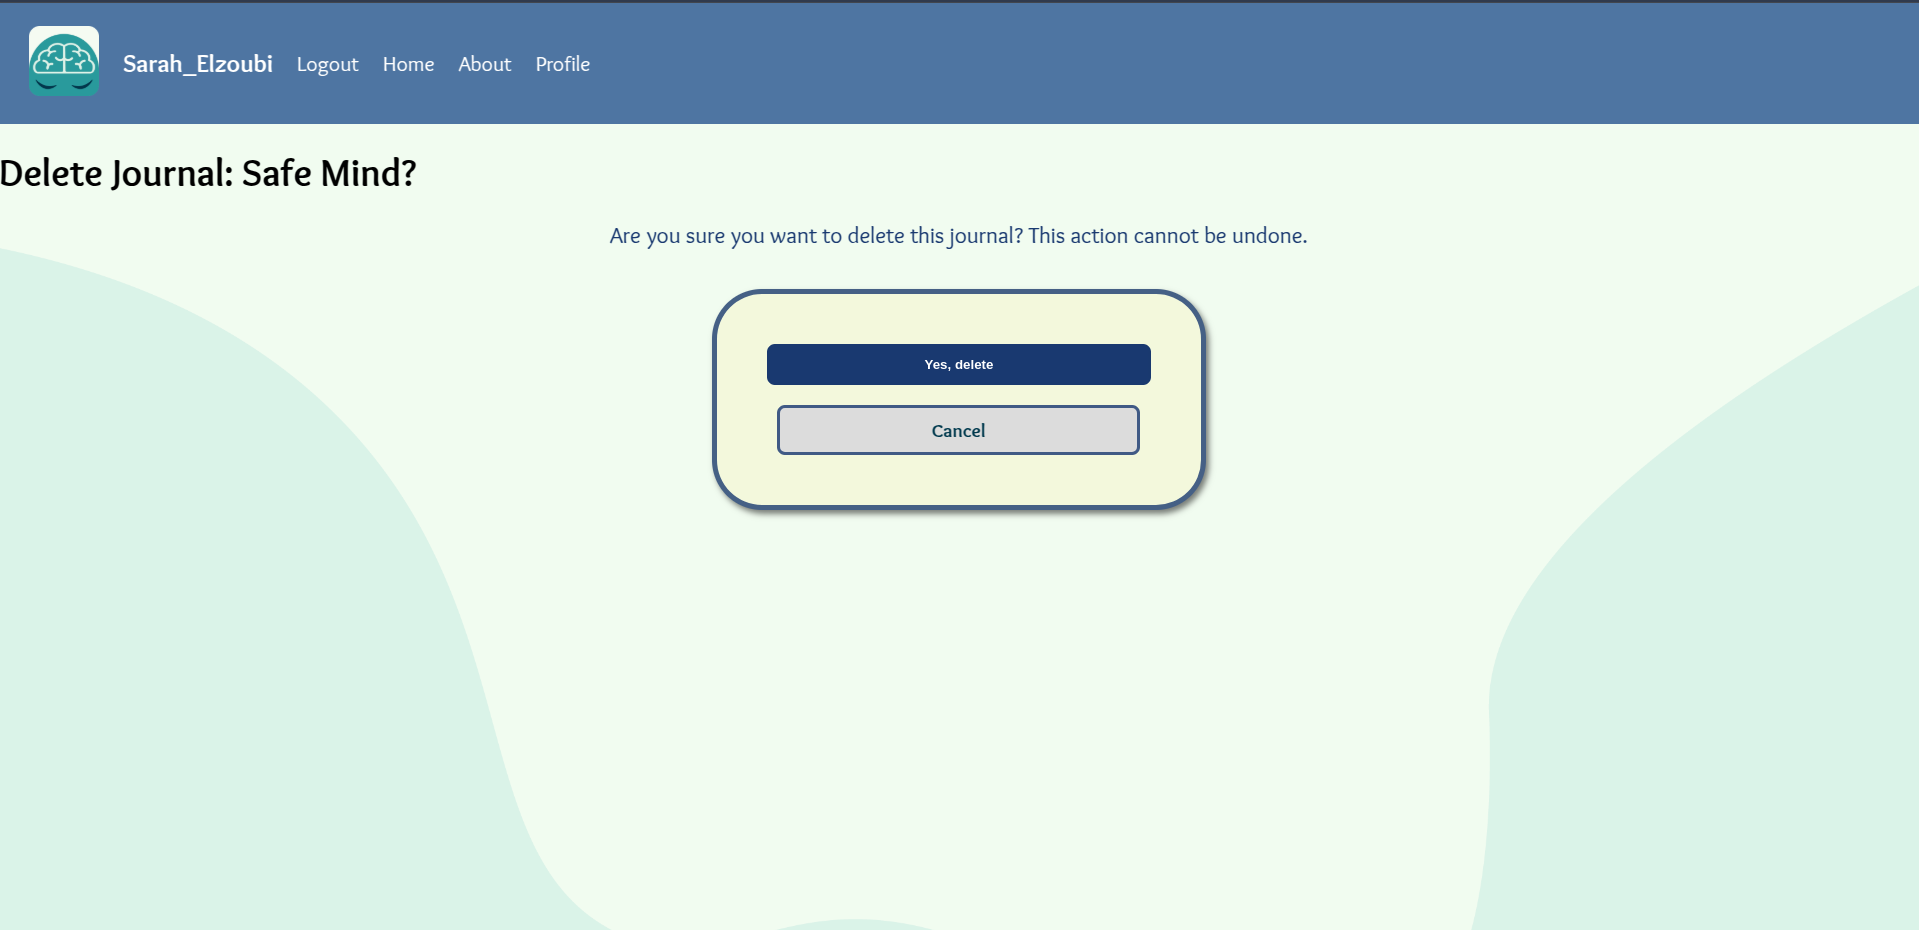 Sarah_Elzoubi Logout Home About Profile
Delete Journal: Safe Mind?
Are you sure you want to delete this journal? This action cannot be undone.
Yes, delete
Cancel